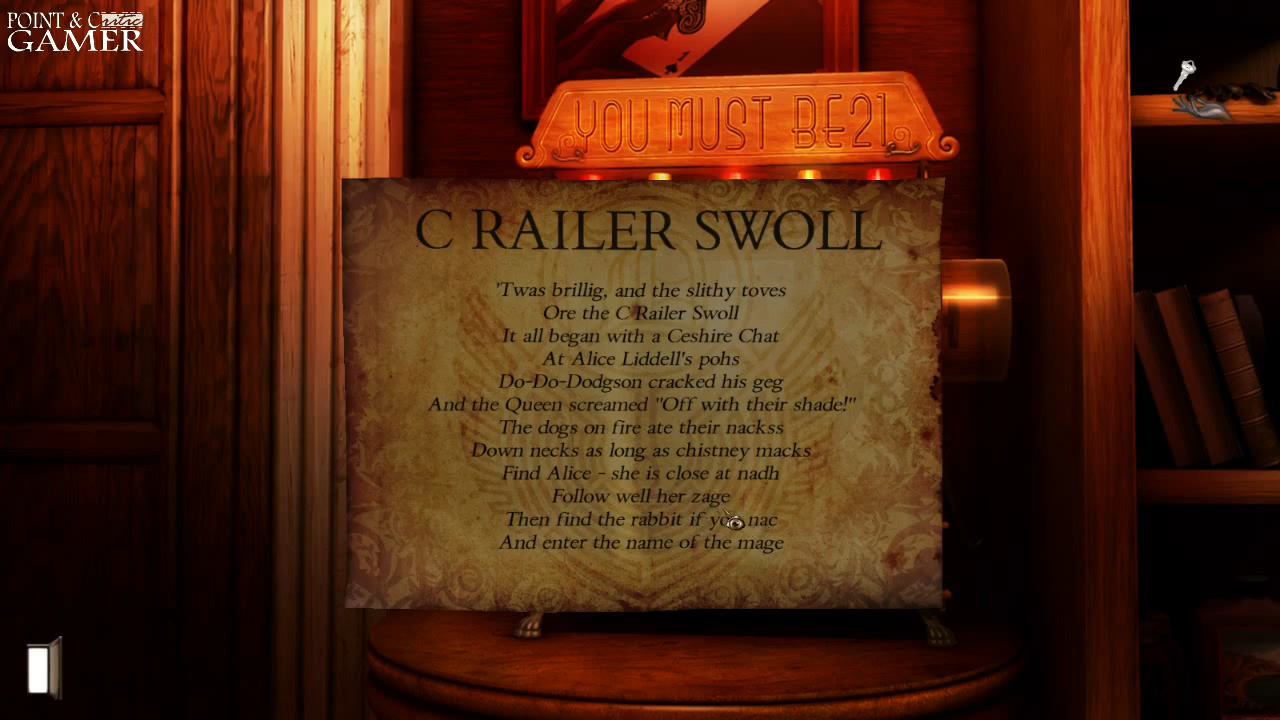 POINT & Critic
GAMER
YOU MUST BE 21
C RAILER SWOLL
'Twas brillig, and the slithy toves
Ore the C Railer Swoll
It all began with a Ceshire Chat
At Alice Liddell's pohs
Do-Do-Dodgson cracked his geg
And the Queen screamed "Off with their shade!"
The dogs on fire ate their nackss
Down necks as long as chistney macks
Find Alice - she is close at nadh
Follow well her zage
Then find the rabbit if you nac
And enter the name of the mage